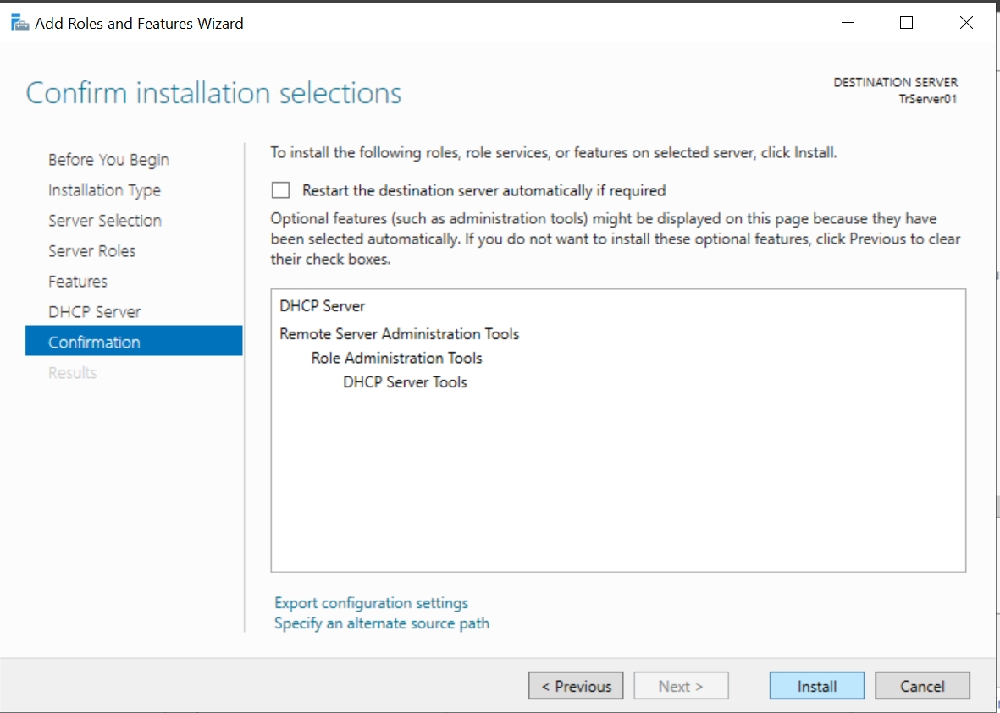 Add Roles and Features Wizard
Confirm installation selections
DESTINATION SERVER
TrServer01
Before You Begin
Installation Type
Server Selection
Server Roles
Features
DHCP Server
Confirmation
Results
To install the following roles, role services, or features on selected server, click Install.
Restart the destination server automatically if required
Optional features (such as administration tools) might be displayed on this page because they have
been selected automatically. If you do not want to install these optional features, click Previous to clear
their check boxes.
DHCP Server
Remote Server Administration Tools
Role Administration Tools
DHCP Server Tools
Export configuration settings
Specify an alternate source path
< Previous
Next >
Install
Cancel